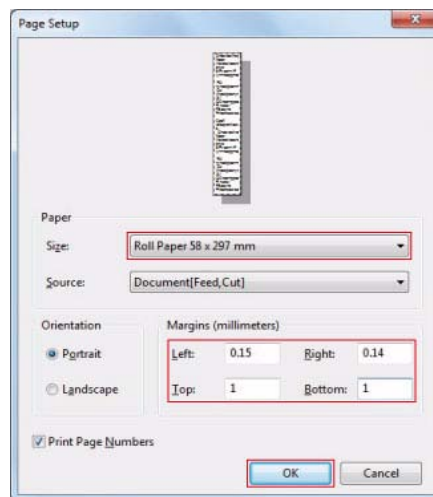 Page Setup
Paper
Size: Roll Paper 58 x 297 mm
Source: Document[Feed,Cut]
Orientation
Portrait
Landscape
Margins (millimeters)
Left: 0.15 Right: 0.14
Top: 1 Bottom: 1
Print Page Numbers
OK Cancel